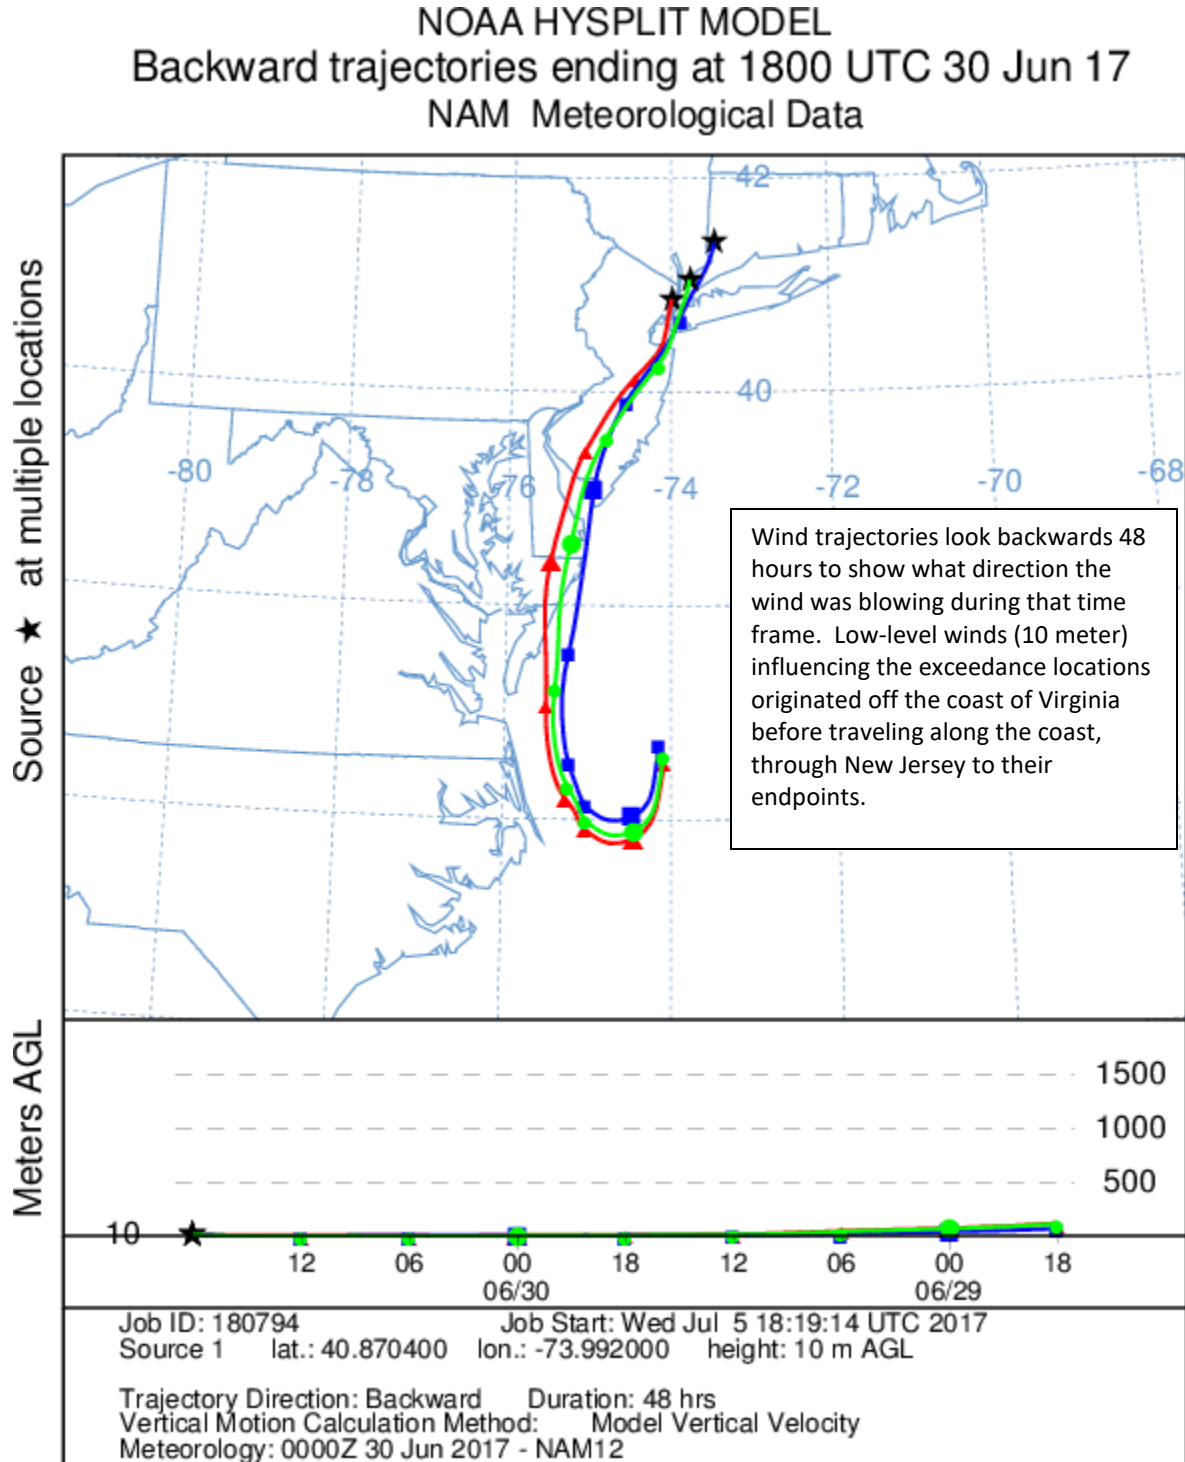 NOAA HYSPLIT MODEL
Backward trajectories ending at 1800 UTC 30 Jun 17
NAM Meteorological Data
Source ★ at multiple locations
42
40
-80
-78
-76
-74
-72
-70
-68
Wind trajectories look backwards 48
hours to show what direction the
wind was blowing during that time
frame. Low-level winds (10 meter)
influencing the exceedance locations
originated off the coast of Virginia
before traveling along the coast,
through New Jersey to their
endpoints.
Meters AGL
1500
1000
500
10
12 06 00 18 12 06 00 18
06/30 06/29
Job ID: 180794 Job Start: Wed Jul 5 18:19:14 UTC 2017
Source 1 lat.: 40.870400 lon.: -73.992000 height: 10 m AGL
Trajectory Direction: Backward Duration: 48 hrs
Vertical Motion Calculation Method: Model Vertical Velocity
Meteorology: 0000Z 30 Jun 2017 - NAM12